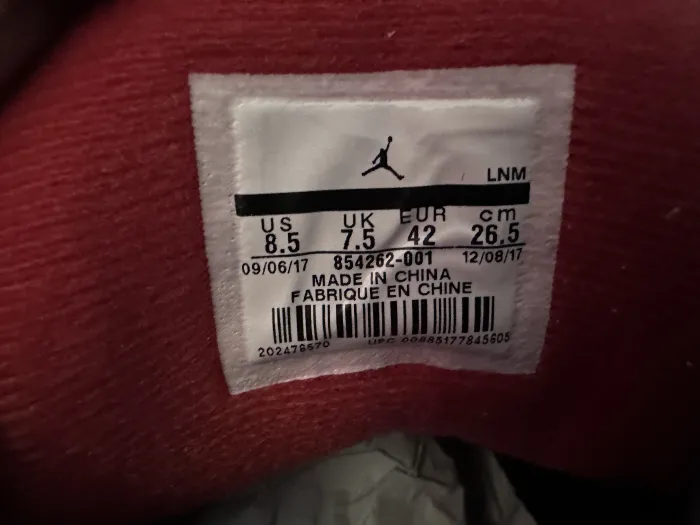 LNM
US UK EUR cm
8.5 7.5 42 26.5
09/06/17 854262-001 12/08/17
MADE IN CHINA
FABRIQUE EN CHINE
202476570 UPC 00885177845605